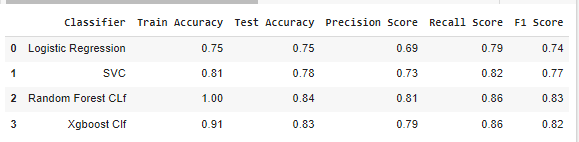 Classifier Train Accuracy Test Accuracy Precision Score Recall Score F1 Score
0 Logistic Regression 0.75 0.75 0.69 0.79 0.74
1 SVC 0.81 0.78 0.73 0.82 0.77
2 Random Forest CLf 1.00 0.84 0.81 0.86 0.83
3 Xgboost Clf 0.91 0.83 0.79 0.86 0.82